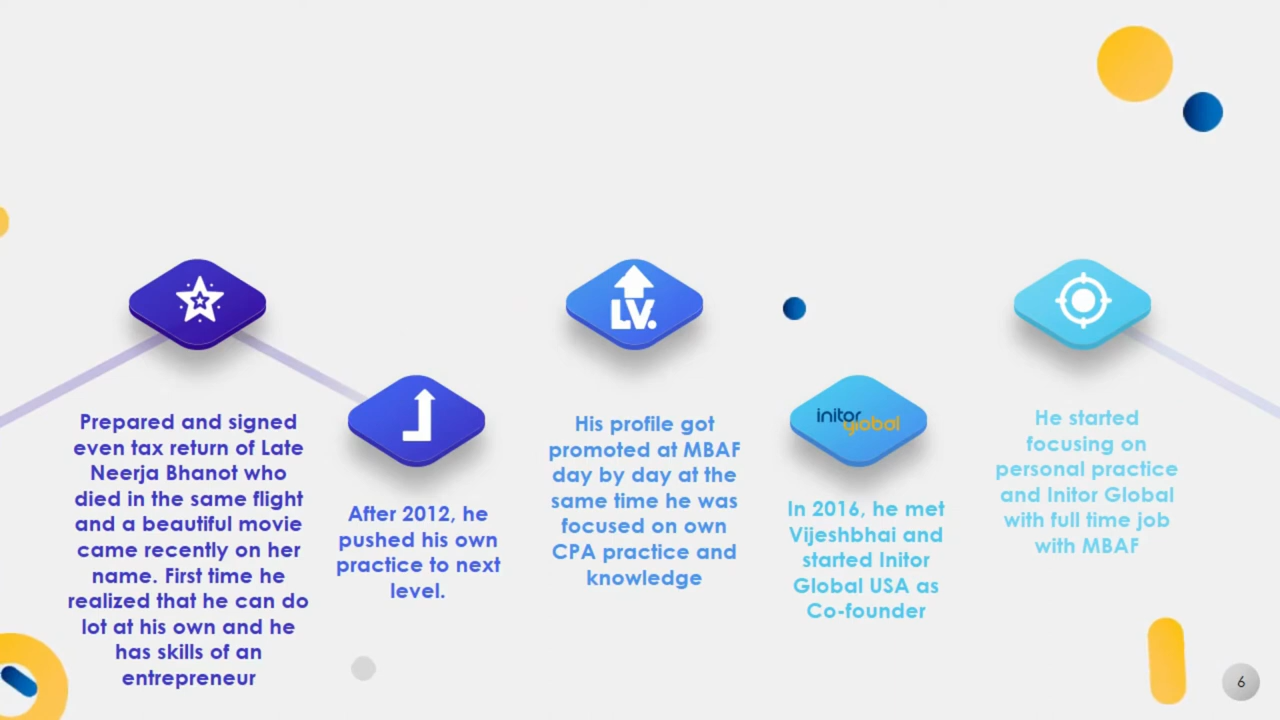 Prepared and signed
even tax return of Late
Neerja Bhanot who
died in the same flight
and a beautiful movie
came recently on her
name. First time he
realized that he can do
lot at his own and he
has skills of an
entrepreneur
After 2012, he
pushed his own
practice to next
level.
LV.
His profile got
promoted at MBAF
day by day at the
same time he was
focused on own
CPA practice and
knowledge
initor
global
In 2016, he met
Vijeshbhai and
started Initor
Global USA as
Co-founder
He started
focusing on
personal practice
and Initor Global
with full time job
with MBAF
6